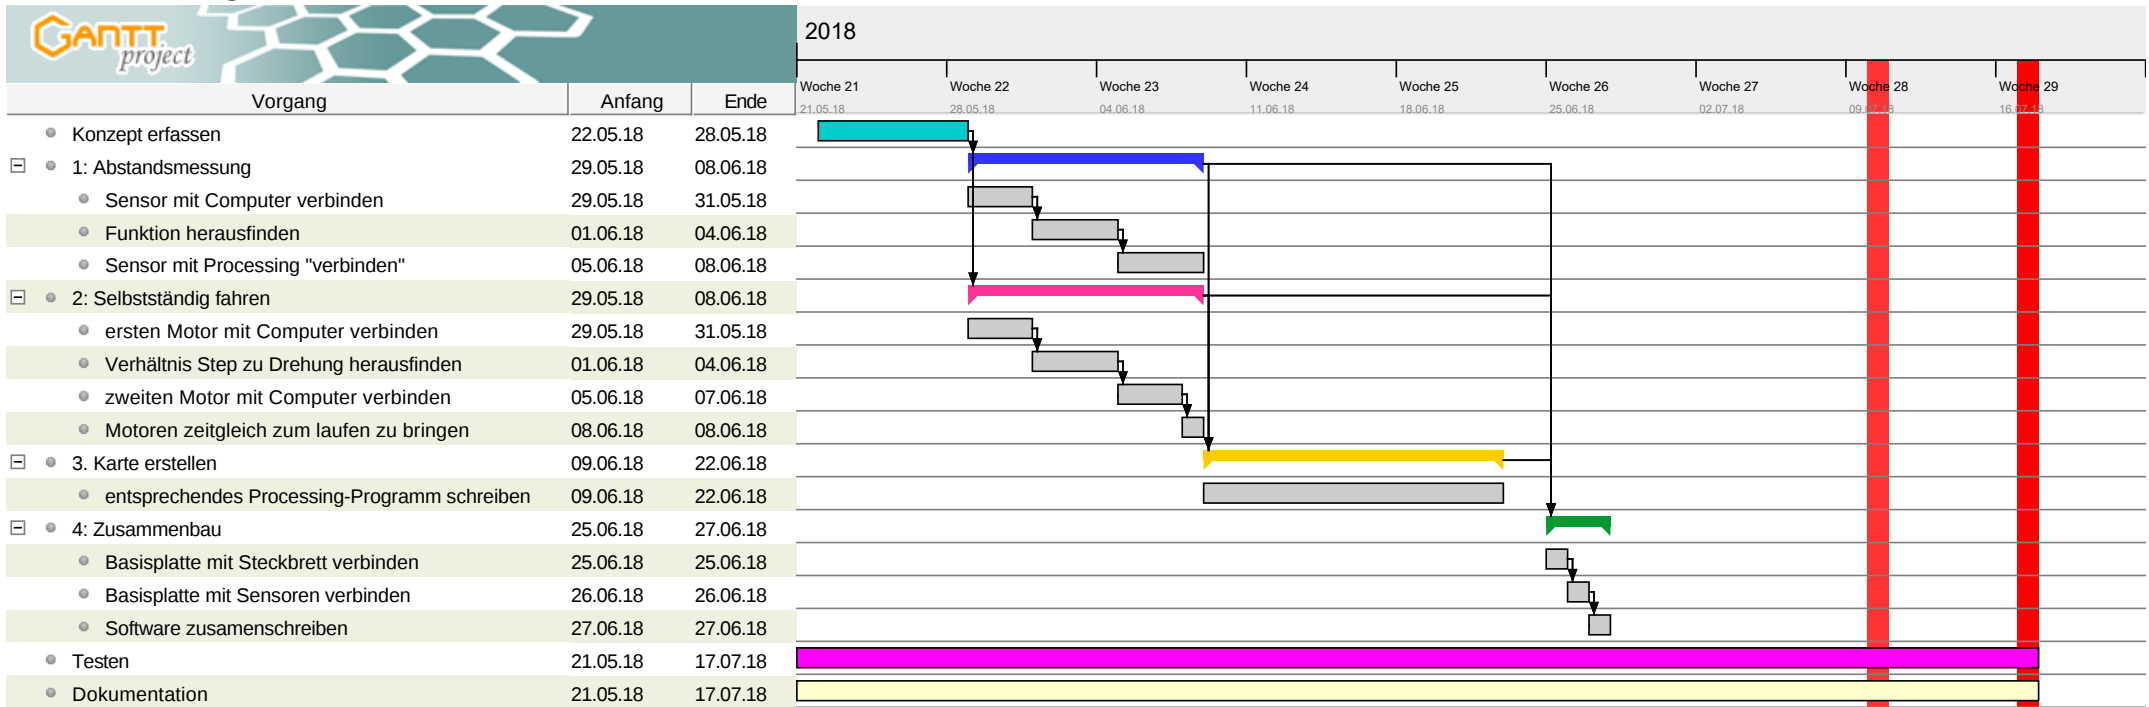 GANTT
project
2018
Woche 21 Woche 22 Woche 23 Woche 24 Woche 25 Woche 26 Woche 27 Woche 28 Woche 29
21.05.18 28.05.18 04.06.18 11.06.18 18.06.18 25.06.18 02.07.18 09.07.18 16.07.18
Vorgang Anfang Ende
Konzept erfassen 22.05.18 28.05.18
1: Abstandsmessung 29.05.18 08.06.18
Sensor mit Computer verbinden 29.05.18 31.05.18
Funktion herausfinden 01.06.18 04.06.18
Sensor mit Processing "verbinden" 05.06.18 08.06.18
2: Selbstständig fahren 29.05.18 08.06.18
ersten Motor mit Computer verbinden 29.05.18 31.05.18
Verhältnis Step zu Drehung herausfinden 01.06.18 04.06.18
zweiten Motor mit Computer verbinden 05.06.18 07.06.18
Motoren zeitgleich zum laufen zu bringen 08.06.18 08.06.18
3. Karte erstellen 09.06.18 22.06.18
entsprechendes Processing-Programm schreiben 09.06.18 22.06.18
4: Zusammenbau 25.06.18 27.06.18
Basisplatte mit Steckbrett verbinden 25.06.18 25.06.18
Basisplatte mit Sensoren verbinden 26.06.18 26.06.18
Software zusamenschreiben 27.06.18 27.06.18
Testen 21.05.18 17.07.18
Dokumentation 21.05.18 17.07.18